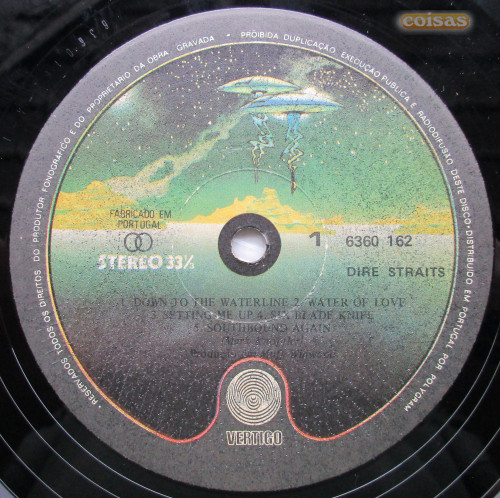 coisas
• RESERVADOS TODOS OS DIREITOS DO PRODUTOR FONOGRÁFICO E DO PROPRIETÁRIO DA OBRA GRAVADA • PROIBIDA DUPLICAÇÃO, EXECUÇÃO PÚBLICA E RADIODIFUSÃO DESTE DISCO • DISTRIBUÍDO EM PORTUGAL POR POLYGRAM
FABRICADO EM
PORTUGAL
STEREO 33⅓
1 6360 162
DIRE STRAITS
1. DOWN TO THE WATERLINE 2. WATER OF LOVE
3. SETTING ME UP 4. SIX BLADE KNIFE
5. SOUTHBOUND AGAIN
VERTIGO